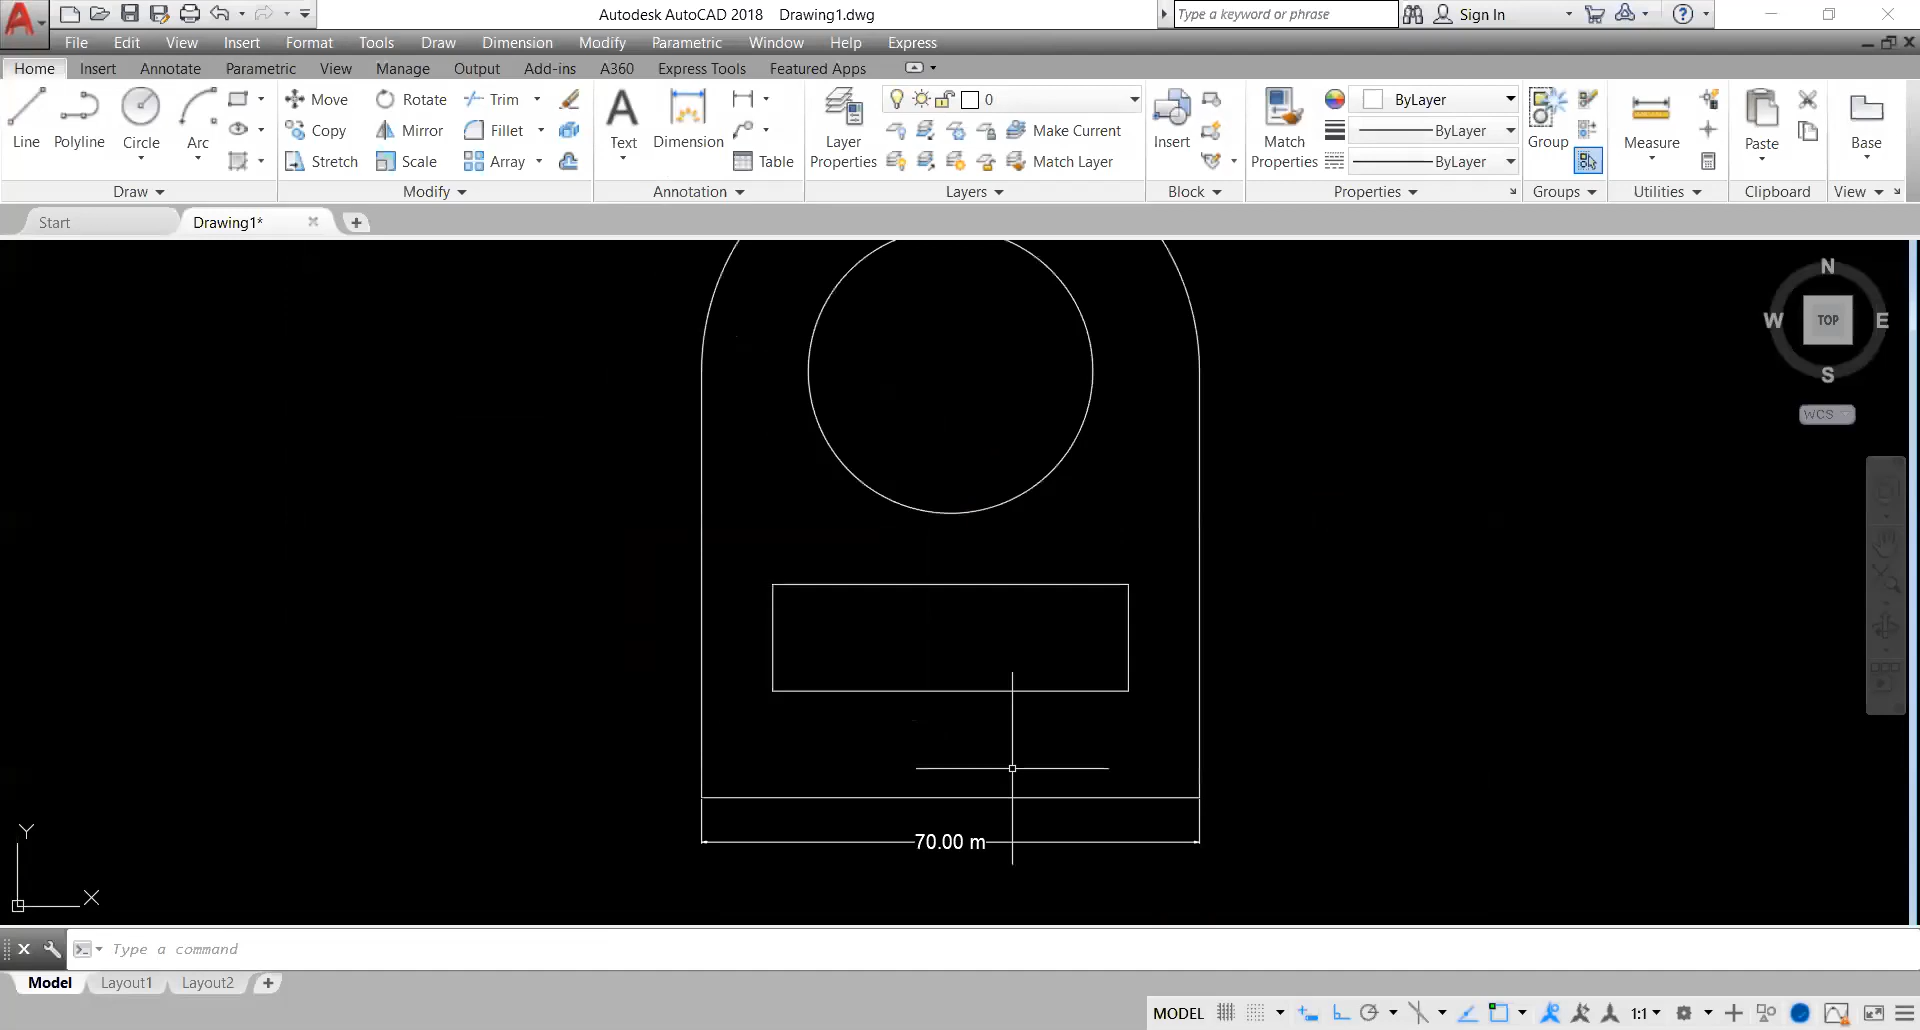 Autodesk AutoCAD 2018 Drawing1.dwg
Type a keyword or phrase
Sign In
File Edit View Insert Format Tools Draw Dimension Modify Parametric Window Help Express
Home Insert Annotate Parametric View Manage Output Add-ins A360 Express Tools Featured Apps
Line Polyline Circle Arc
Move Rotate Trim
Copy Mirror Fillet
Stretch Scale Array
Text Dimension Table
Layer Properties
0
Make Current
Match Layer
Insert
Match Properties
ByLayer
ByLayer
ByLayer
Group
Measure
Paste
Base
Draw Modify Annotation Layers Block Properties Groups Utilities Clipboard View
Start Drawing1*
N
W TOP E
S
WCS
70.00 m
Y
X
Type a command
Model Layout1 Layout2
MODEL 1:1